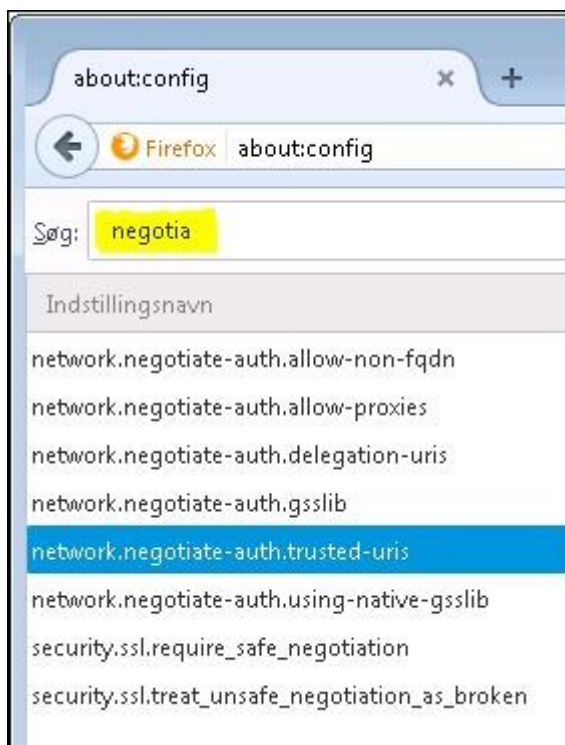 about:config
Firefox about:config
Søg: negotia
Indstillingsnavn
network.negotiate-auth.allow-non-fqdn
network.negotiate-auth.allow-proxies
network.negotiate-auth.delegation-uris
network.negotiate-auth.gsslib
network.negotiate-auth.trusted-uris
network.negotiate-auth.using-native-gsslib
security.ssl.require_safe_negotiation
security.ssl.treat_unsafe_negotiation_as_broken